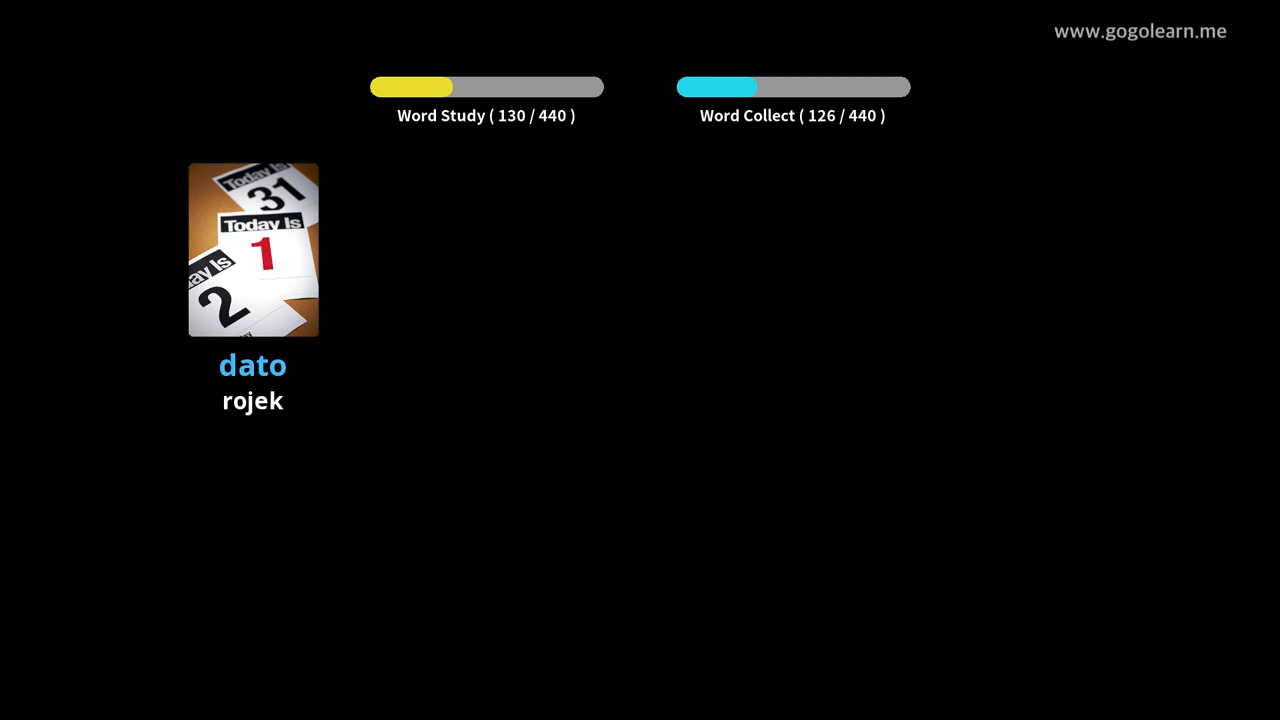 www.gogolearn.me
Word Study ( 130 / 440 )
Word Collect ( 126 / 440 )
Today Is
31
Today Is
1
ay Is
2
dato
rojek